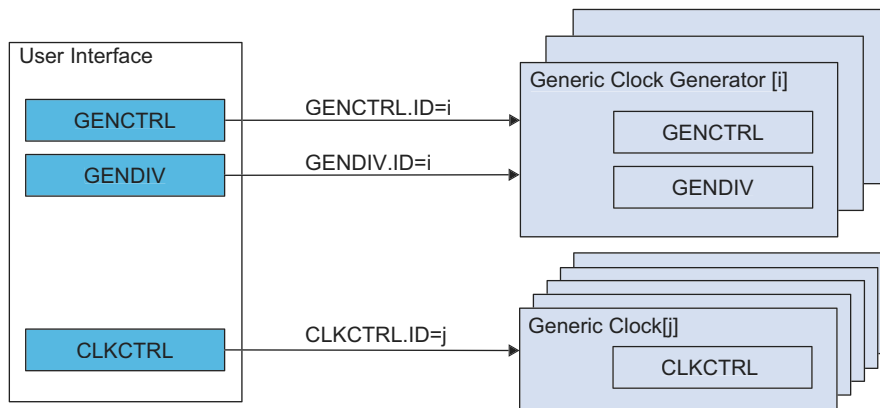 User Interface
GENCTRL
GENDIV
CLKCTRL
GENCTRL.ID=i
GENDIV.ID=i
CLKCTRL.ID=j
Generic Clock Generator [i]
GENCTRL
GENDIV
Generic Clock[j]
CLKCTRL